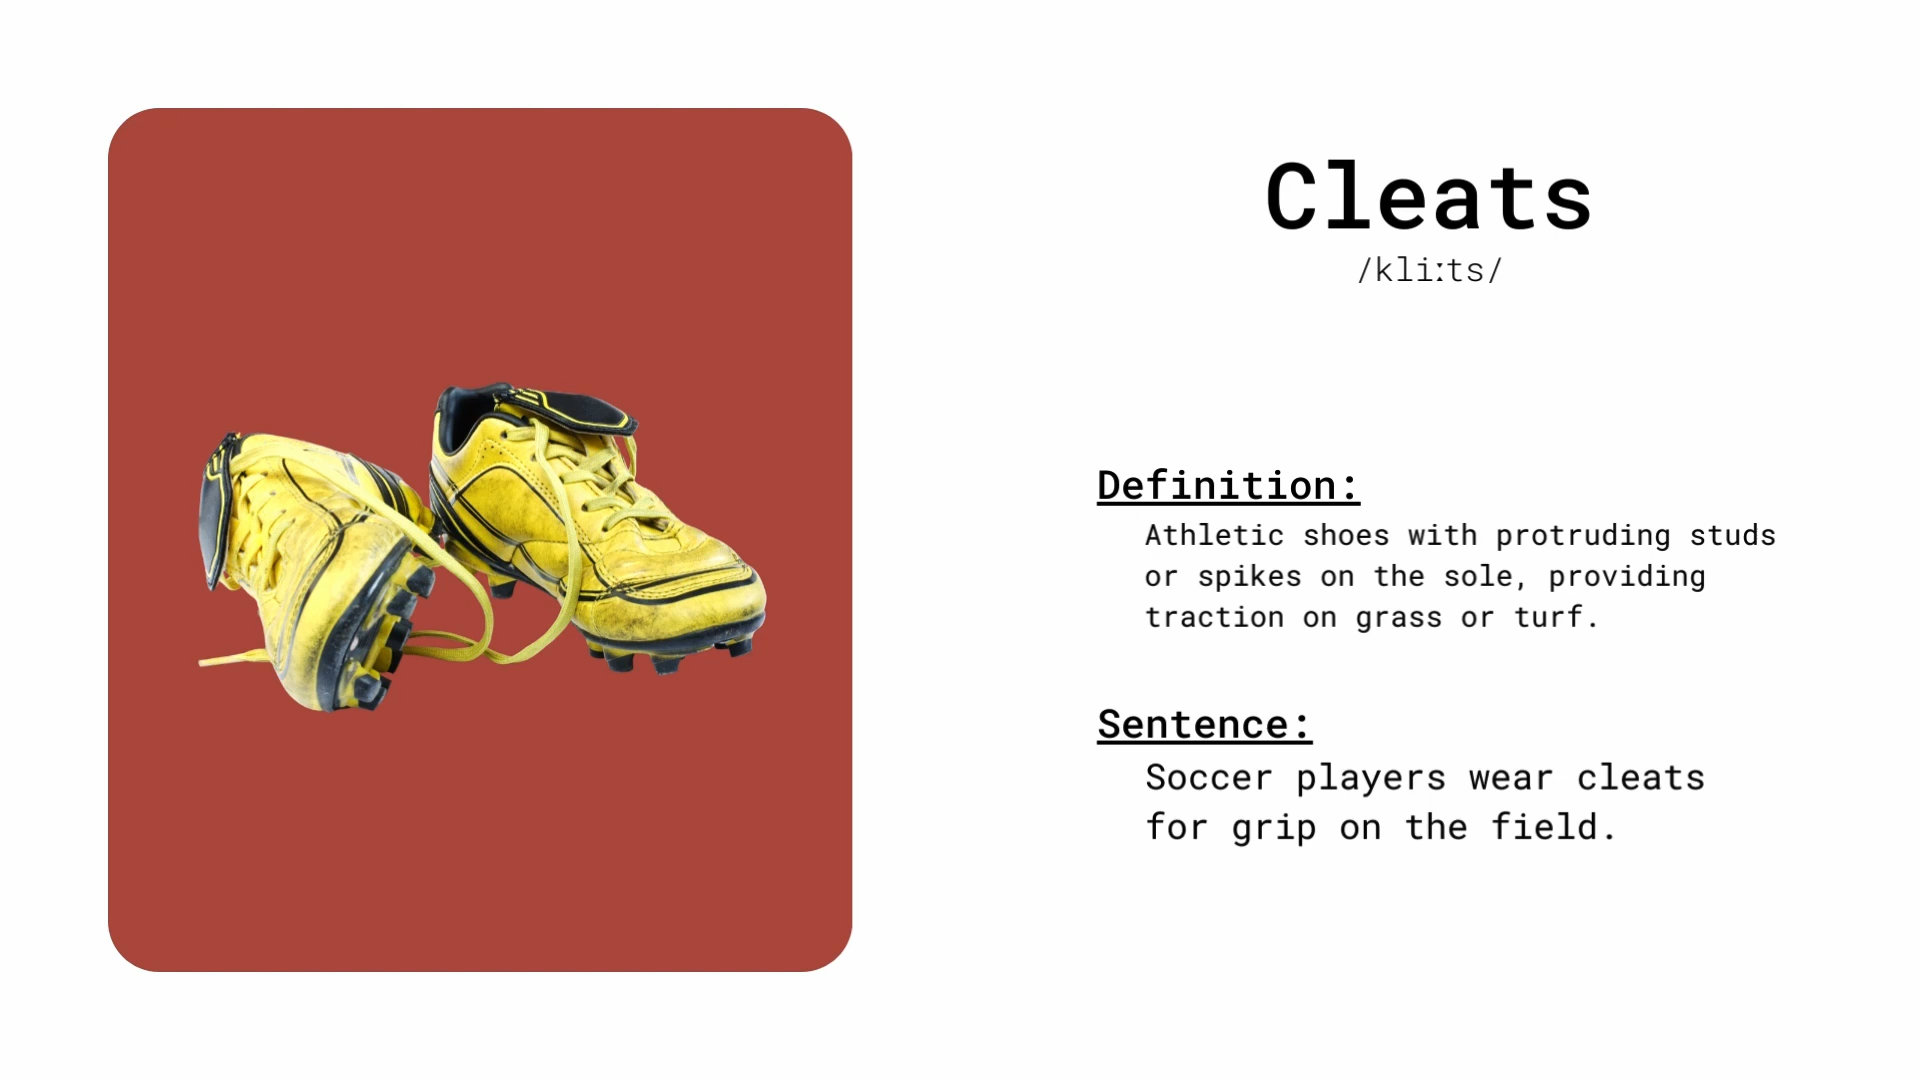 Cleats
/kliːts/
Definition:
Athletic shoes with protruding studs
or spikes on the sole, providing
traction on grass or turf.
Sentence:
Soccer players wear cleats
for grip on the field.